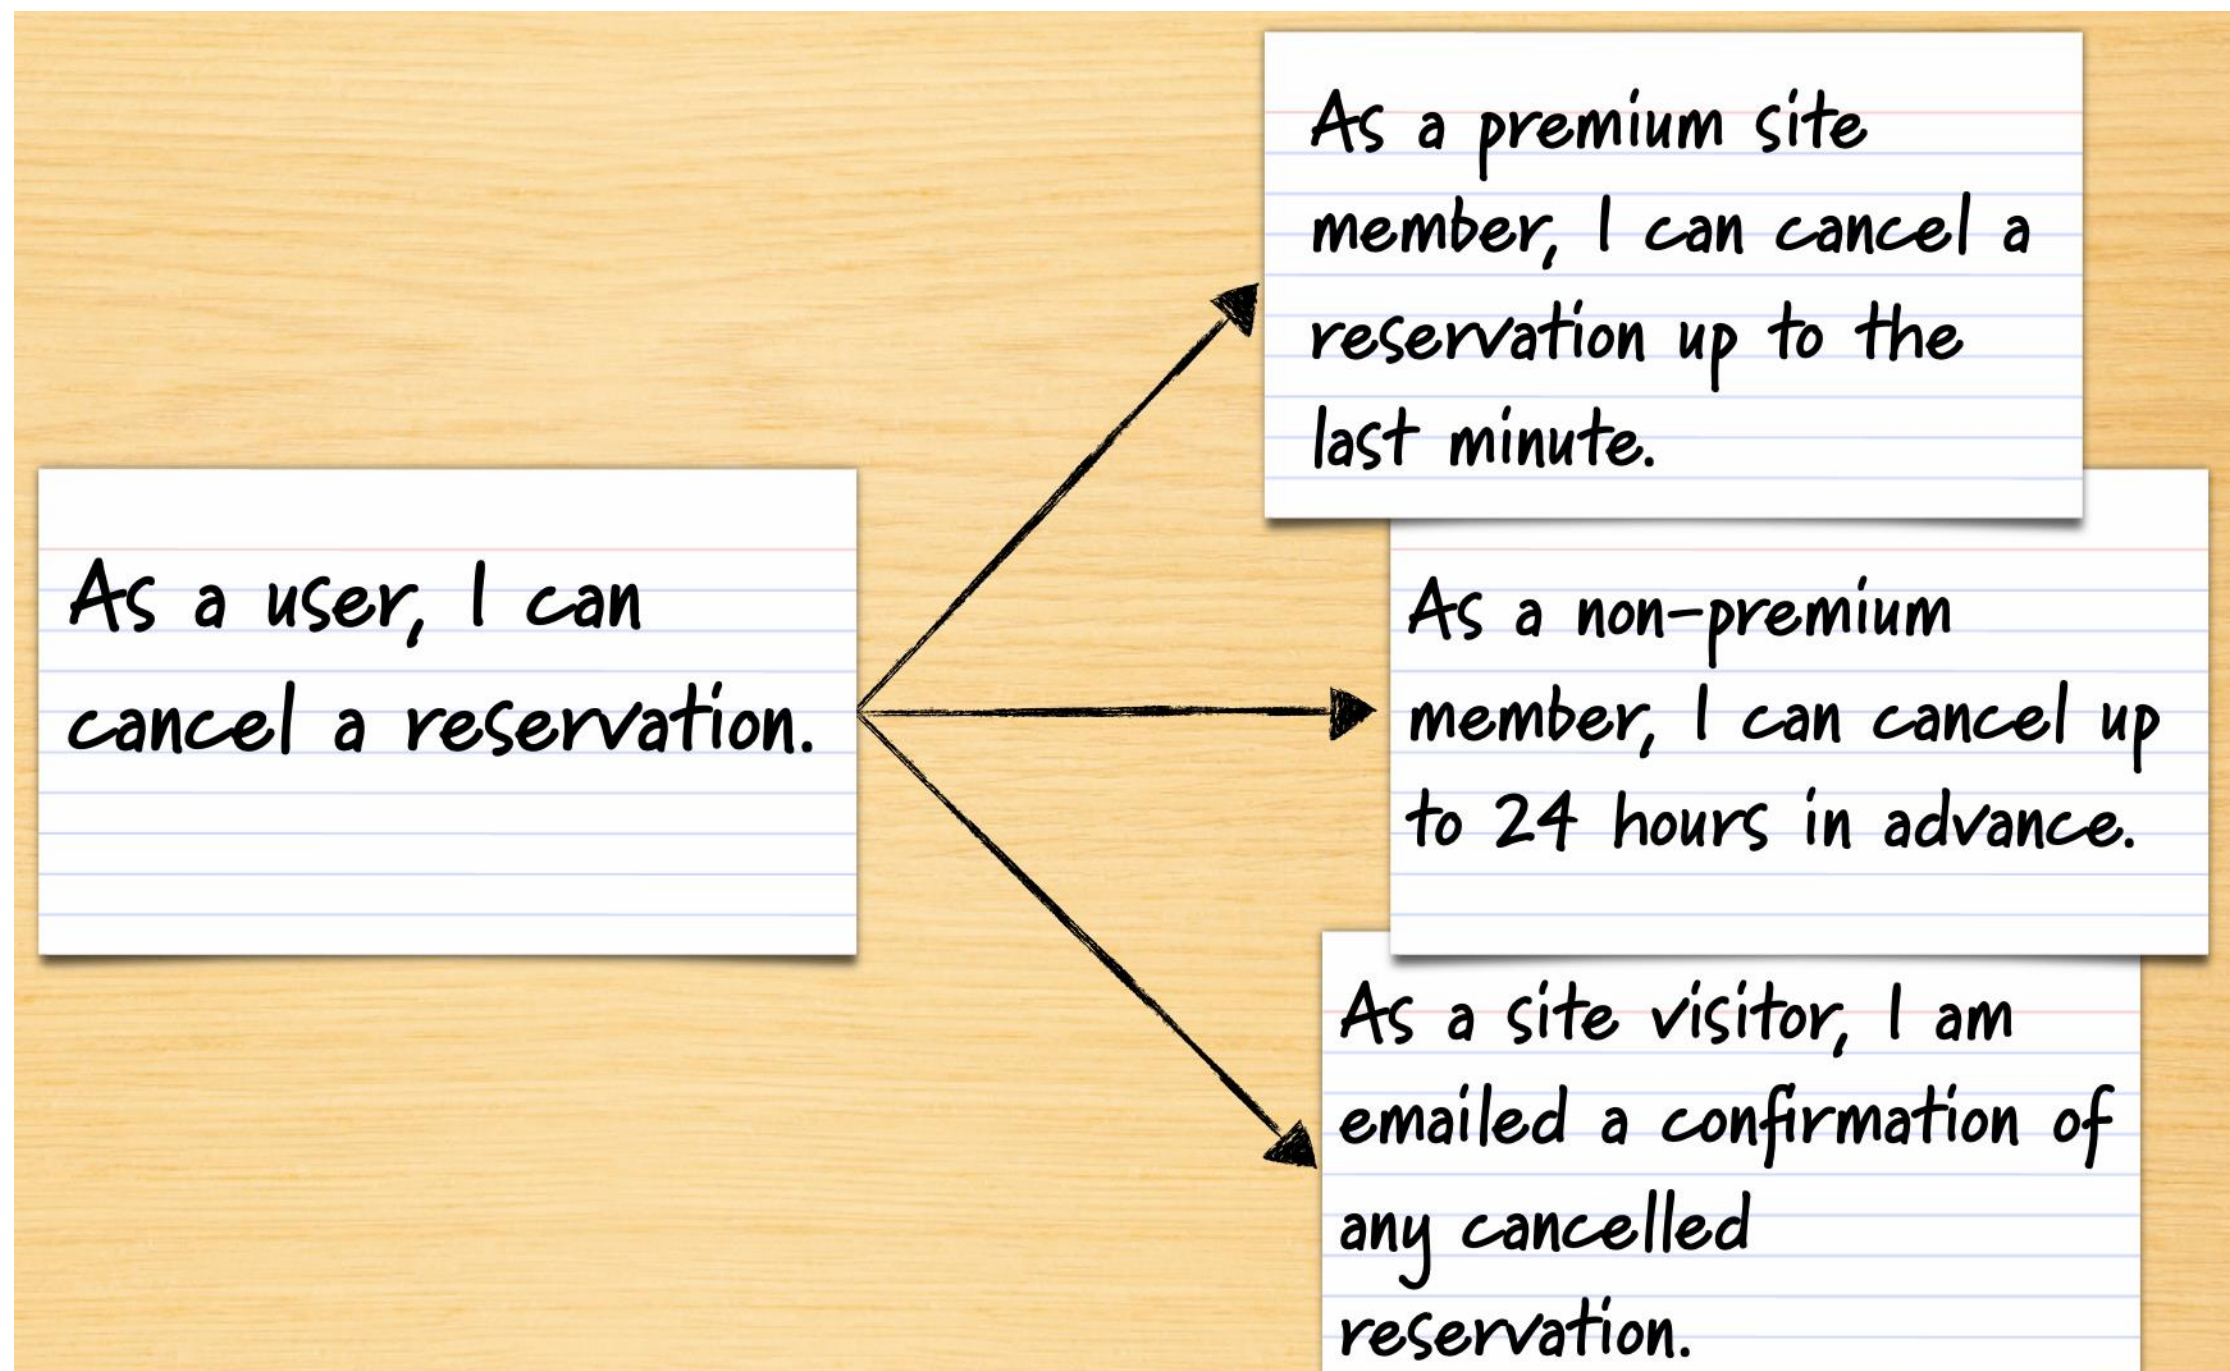 As a user, I can
cancel a reservation.
As a premium site
member, I can cancel a
reservation up to the
last minute.
As a non-premium
member, I can cancel up
to 24 hours in advance.
As a site visitor, I am
emailed a confirmation of
any cancelled
reservation.